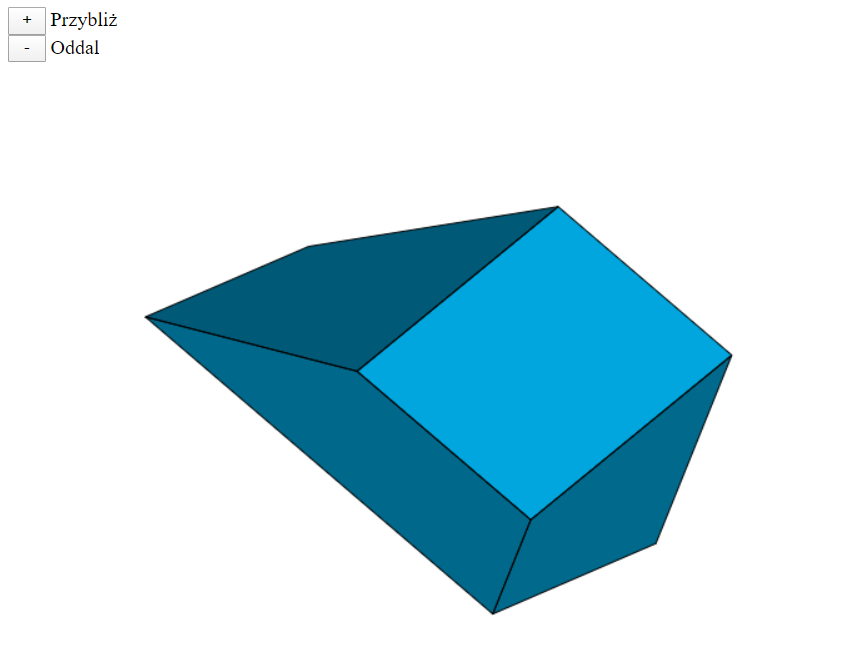 + Przybliż
- Oddal